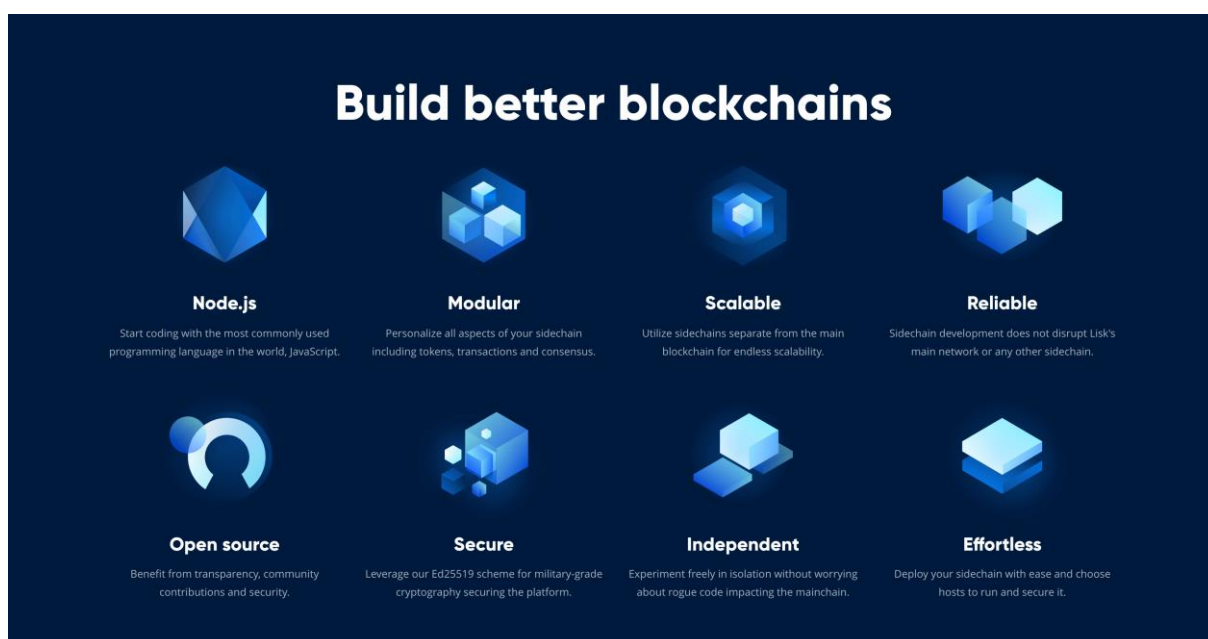 Build better blockchains
Node.js
Start coding with the most commonly used
programming language in the world, JavaScript.
Modular
Personalize all aspects of your sidechain
including tokens, transactions and consensus.
Scalable
Utilize sidechains separate from the main
blockchain for endless scalability.
Reliable
Sidechain development does not disrupt Lisk's
main network or any other sidechain.
Open source
Benefit from transparency, community
contributions and security.
Secure
Leverage our Ed25519 scheme for military-grade
cryptography securing the platform.
Independent
Experiment freely in isolation without worrying
about rogue code impacting the mainchain.
Effortless
Deploy your sidechain with ease and choose
hosts to run and secure it.